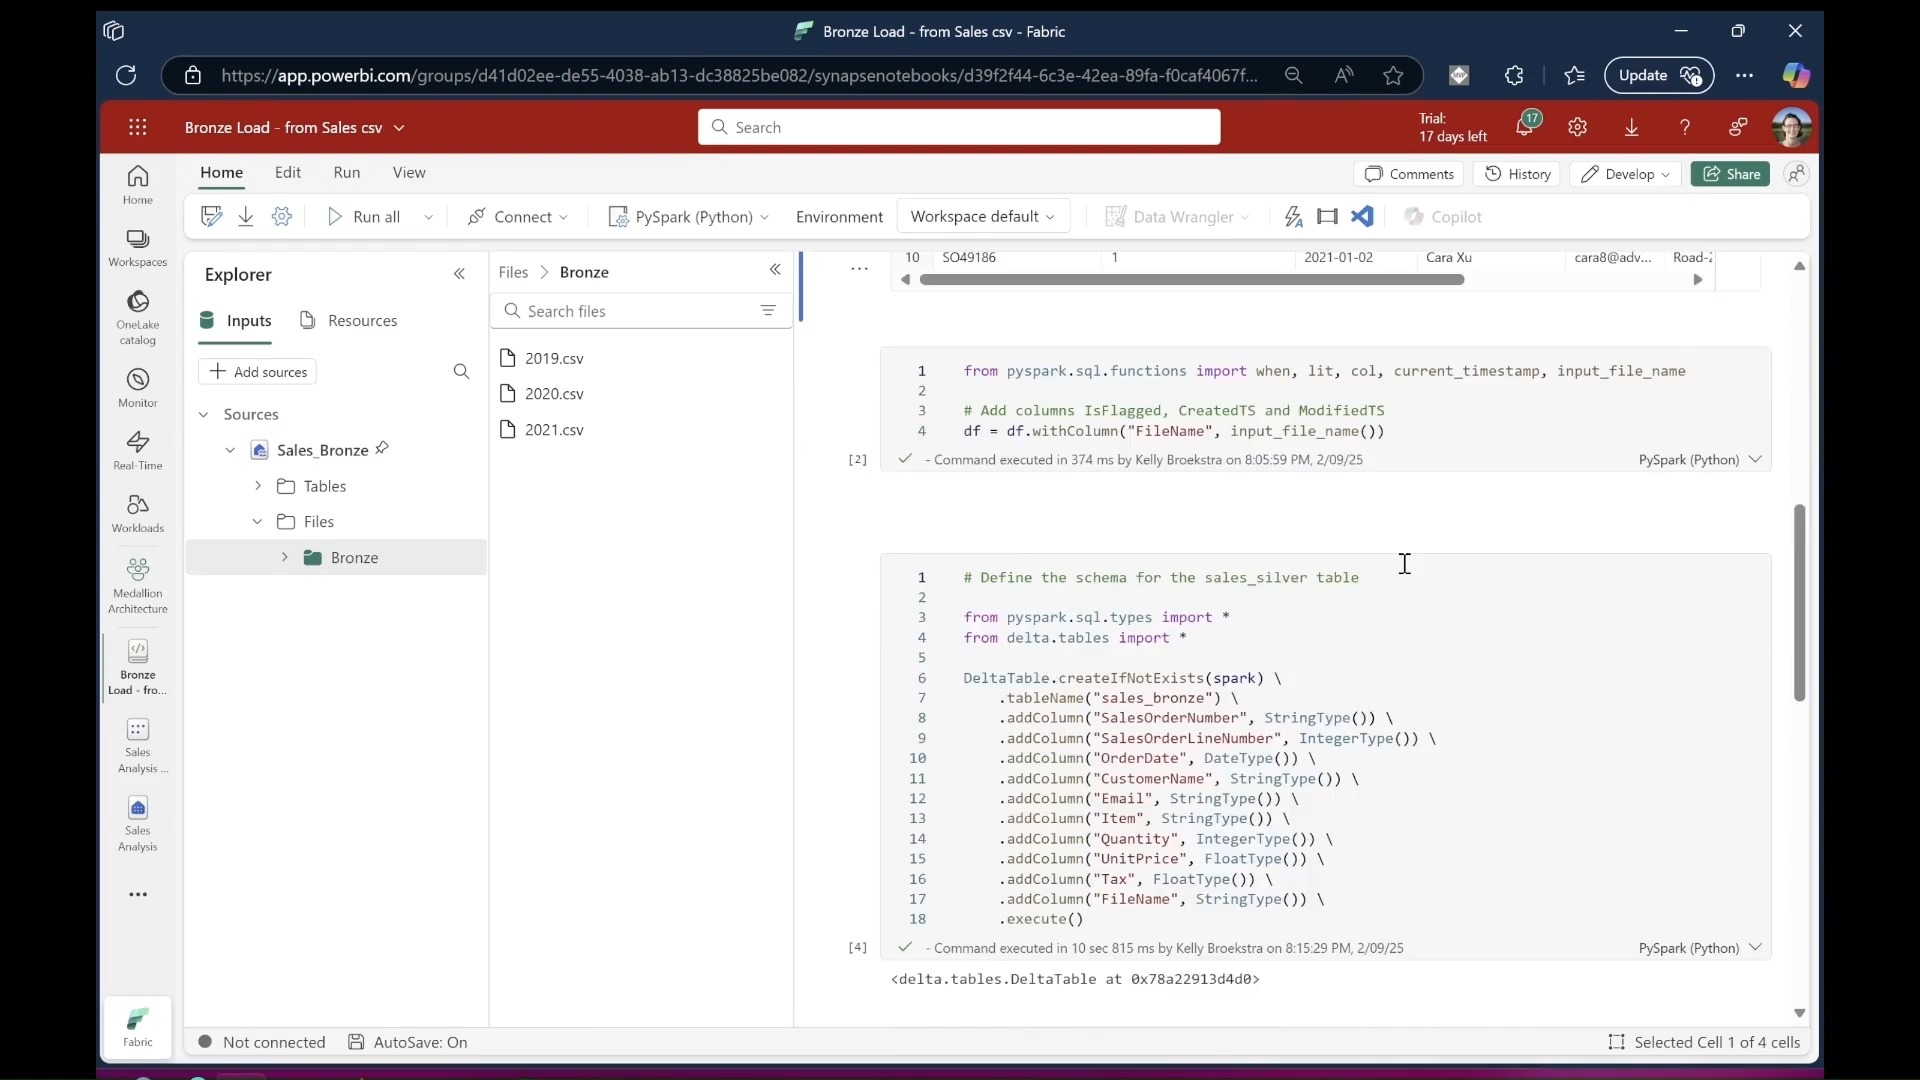 Bronze Load - from Sales csv - Fabric
https://app.powerbi.com/groups/d41d02ee-de55-4038-ab13-dc38825be082/synapsenotebooks/d39f2f44-6c3e-42ea-89fa-f0caf4067f...
Update
Bronze Load - from Sales csv
Search
Trial:
17 days left
17
?
Home
Edit
Run
View
Comments
History
Develop
Share
Run all
Connect
PySpark (Python)
Environment
Workspace default
Data Wrangler
Copilot
Home
Workspaces
OneLake
catalog
Monitor
Real-Time
Workloads
Medallion
Architecture
Bronze
Load - fro...
Sales
Analysis ...
Sales
Analysis
Fabric
Explorer
Inputs
Resources
Add sources
Sources
Sales_Bronze
Tables
Files
Bronze
Files > Bronze
Search files
2019.csv
2020.csv
2021.csv
10 SO49186 1 2021-01-02 Cara Xu cara8@adv... Road-2
1 from pyspark.sql.functions import when, lit, col, current_timestamp, input_file_name
2
3 # Add columns IsFlagged, CreatedTS and ModifiedTS
4 df = df.withColumn("FileName", input_file_name())
[2] - Command executed in 374 ms by Kelly Broekstra on 8:05:59 PM, 2/09/25 PySpark (Python)
1 # Define the schema for the sales_silver table
2
3 from pyspark.sql.types import *
4 from delta.tables import *
5
6 DeltaTable.createIfNotExists(spark) \
7 .tableName("sales_bronze") \
8 .addColumn("SalesOrderNumber", StringType()) \
9 .addColumn("SalesOrderLineNumber", IntegerType()) \
10 .addColumn("OrderDate", DateType()) \
11 .addColumn("CustomerName", StringType()) \
12 .addColumn("Email", StringType()) \
13 .addColumn("Item", StringType()) \
14 .addColumn("Quantity", IntegerType()) \
15 .addColumn("UnitPrice", FloatType()) \
16 .addColumn("Tax", FloatType()) \
17 .addColumn("FileName", StringType()) \
18 .execute()
[4] - Command executed in 10 sec 815 ms by Kelly Broekstra on 8:15:29 PM, 2/09/25 PySpark (Python)
<delta.tables.DeltaTable at 0x78a22913d4d0>
Not connected
AutoSave: On
Selected Cell 1 of 4 cells